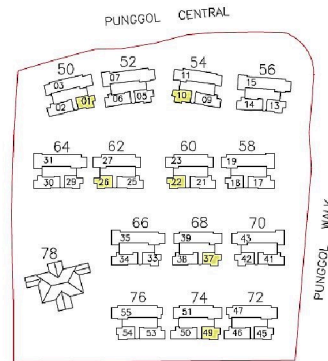 PUNGGOL CENTRAL
50 52 54 56
03 07 11 15
02 01 06 05 10 09 14 13
64 62 60 58
31 27 23 19
30 29 26 25 22 21 18 17
66 68 70
35 39 43
34 33 38 37 42 41
78
PUNGGOL WALK
76 74 72
55 51 47
54 53 50 49 46 45